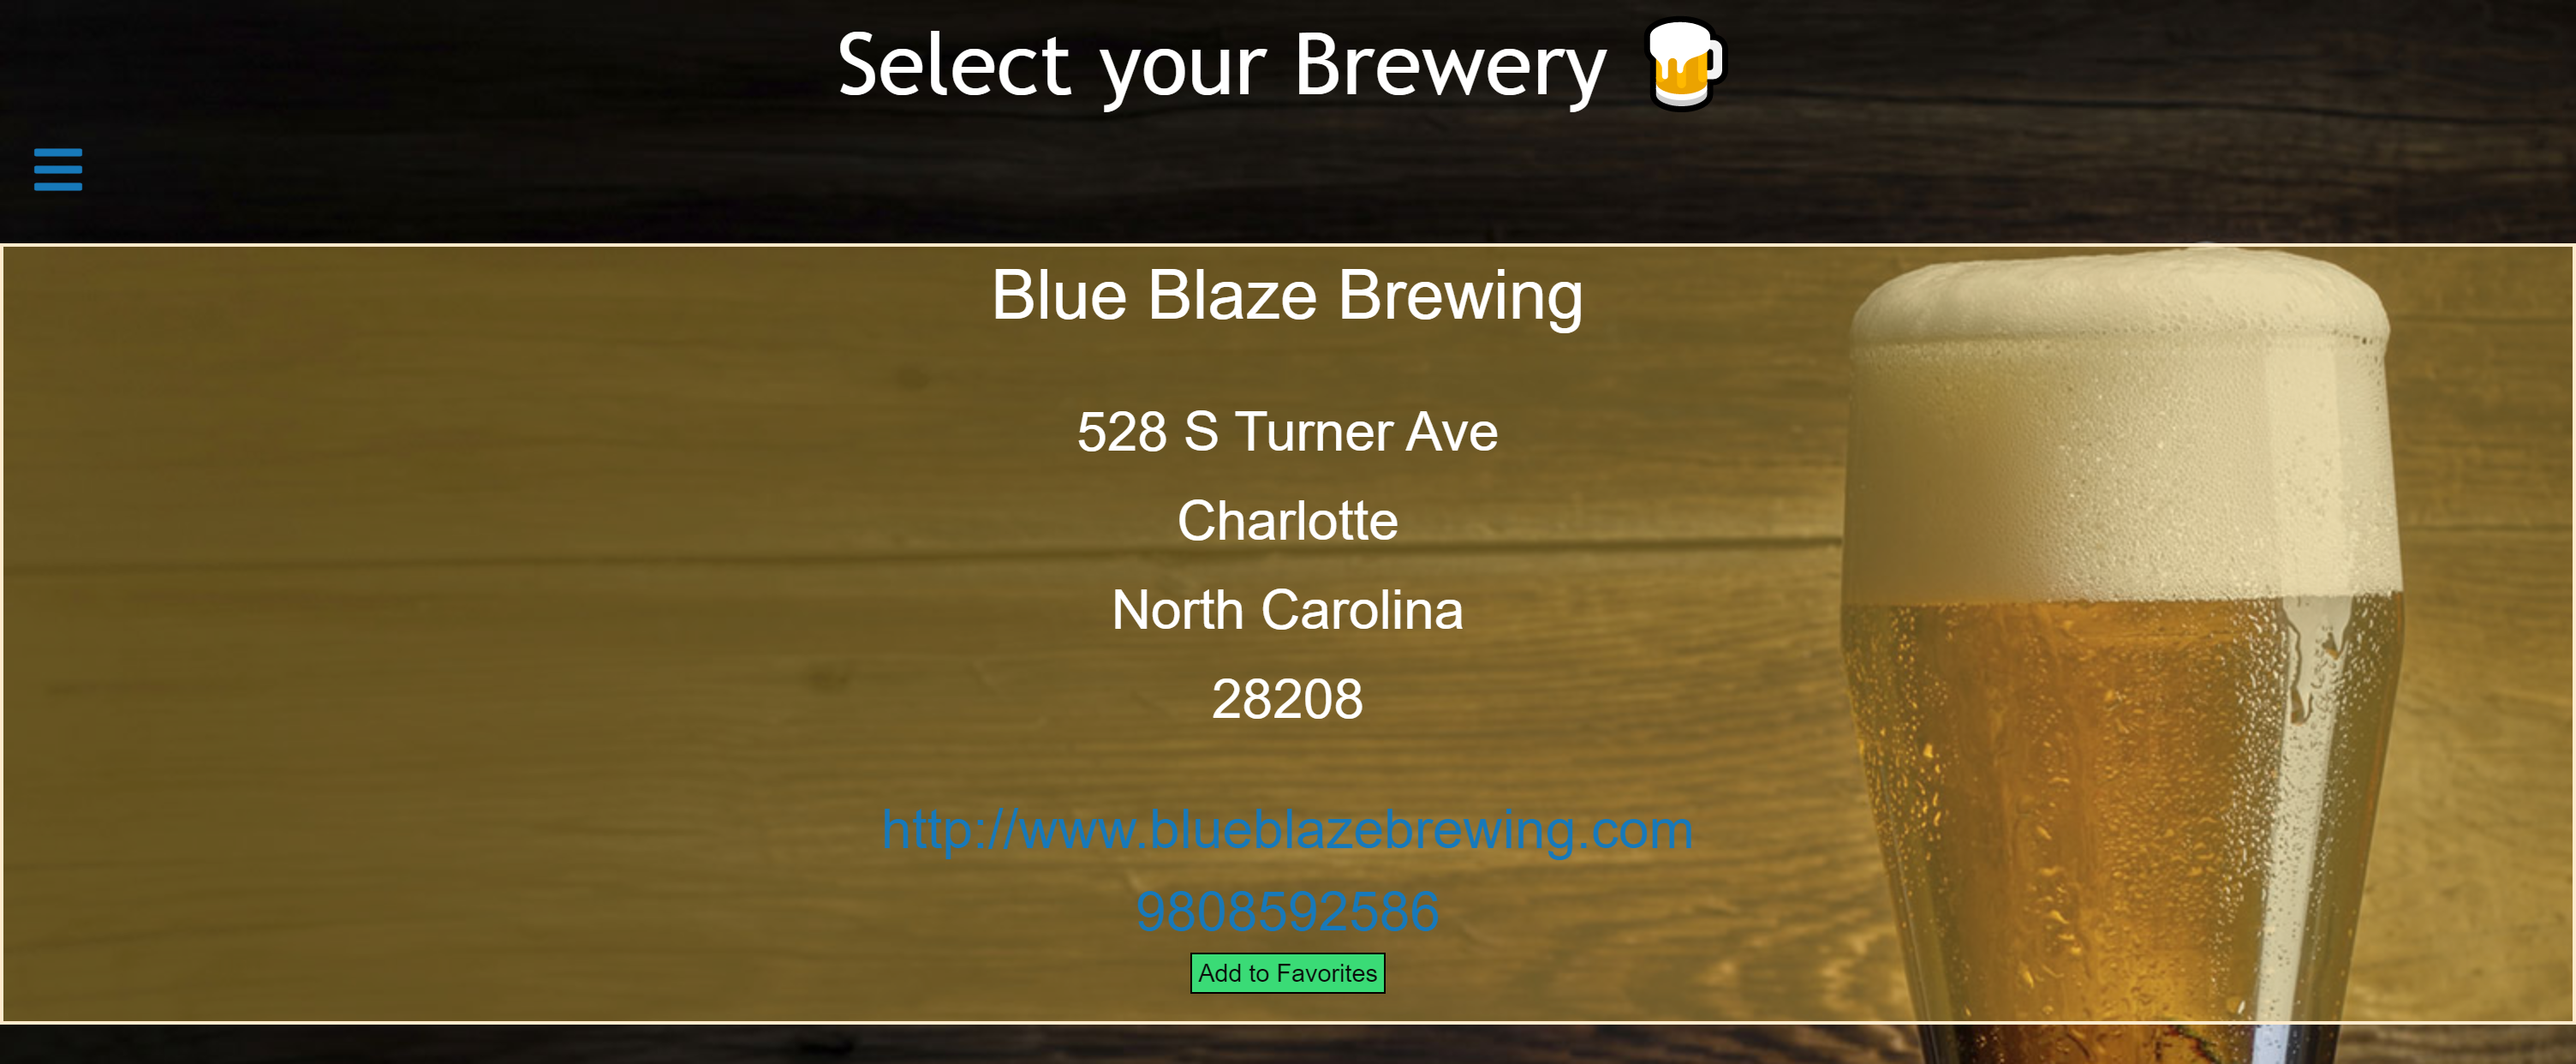 Select your Brewery 🍺
Blue Blaze Brewing
528 S Turner Ave
Charlotte
North Carolina
28208
http://www.blueblazebrewing.com
9808592586
Add to Favorites